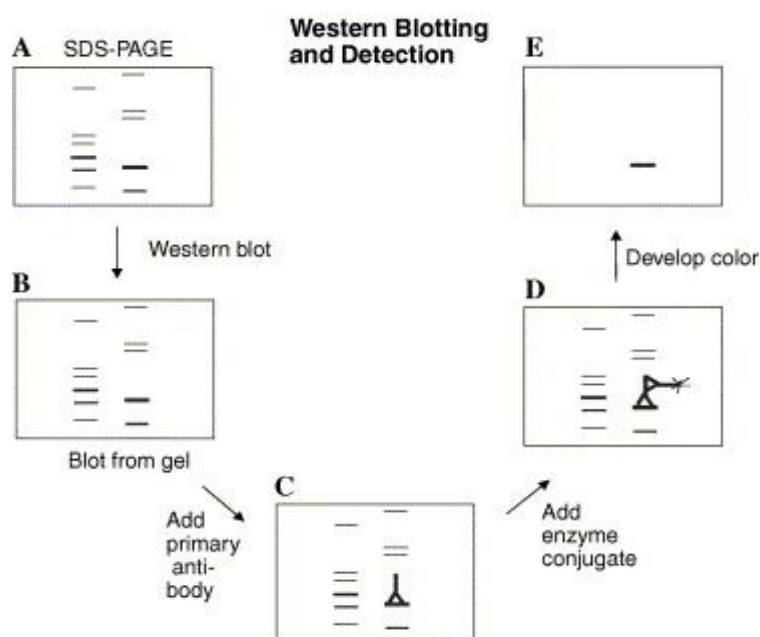 Western Blotting
and Detection
A
SDS-PAGE
Western blot
B
Blot from gel
Add
primary
anti-
body
C
Add
enzyme
conjugate
D
Develop color
E